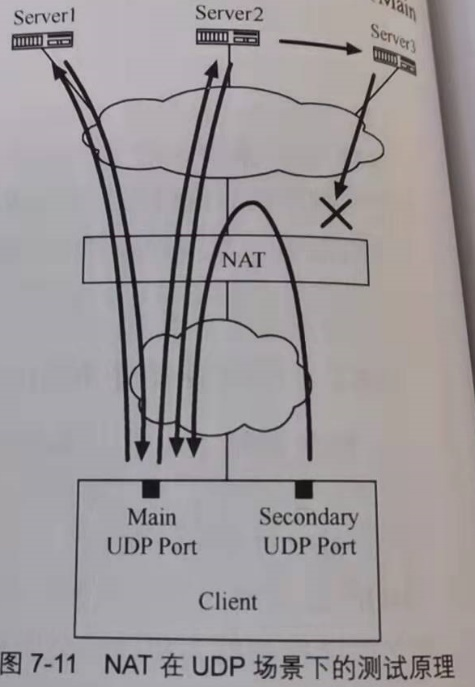 Main
Server1
Server2
Server3
NAT
Main
UDP Port
Secondary
UDP Port
Client
图 7-11 NAT 在 UDP 场景下的测试原理